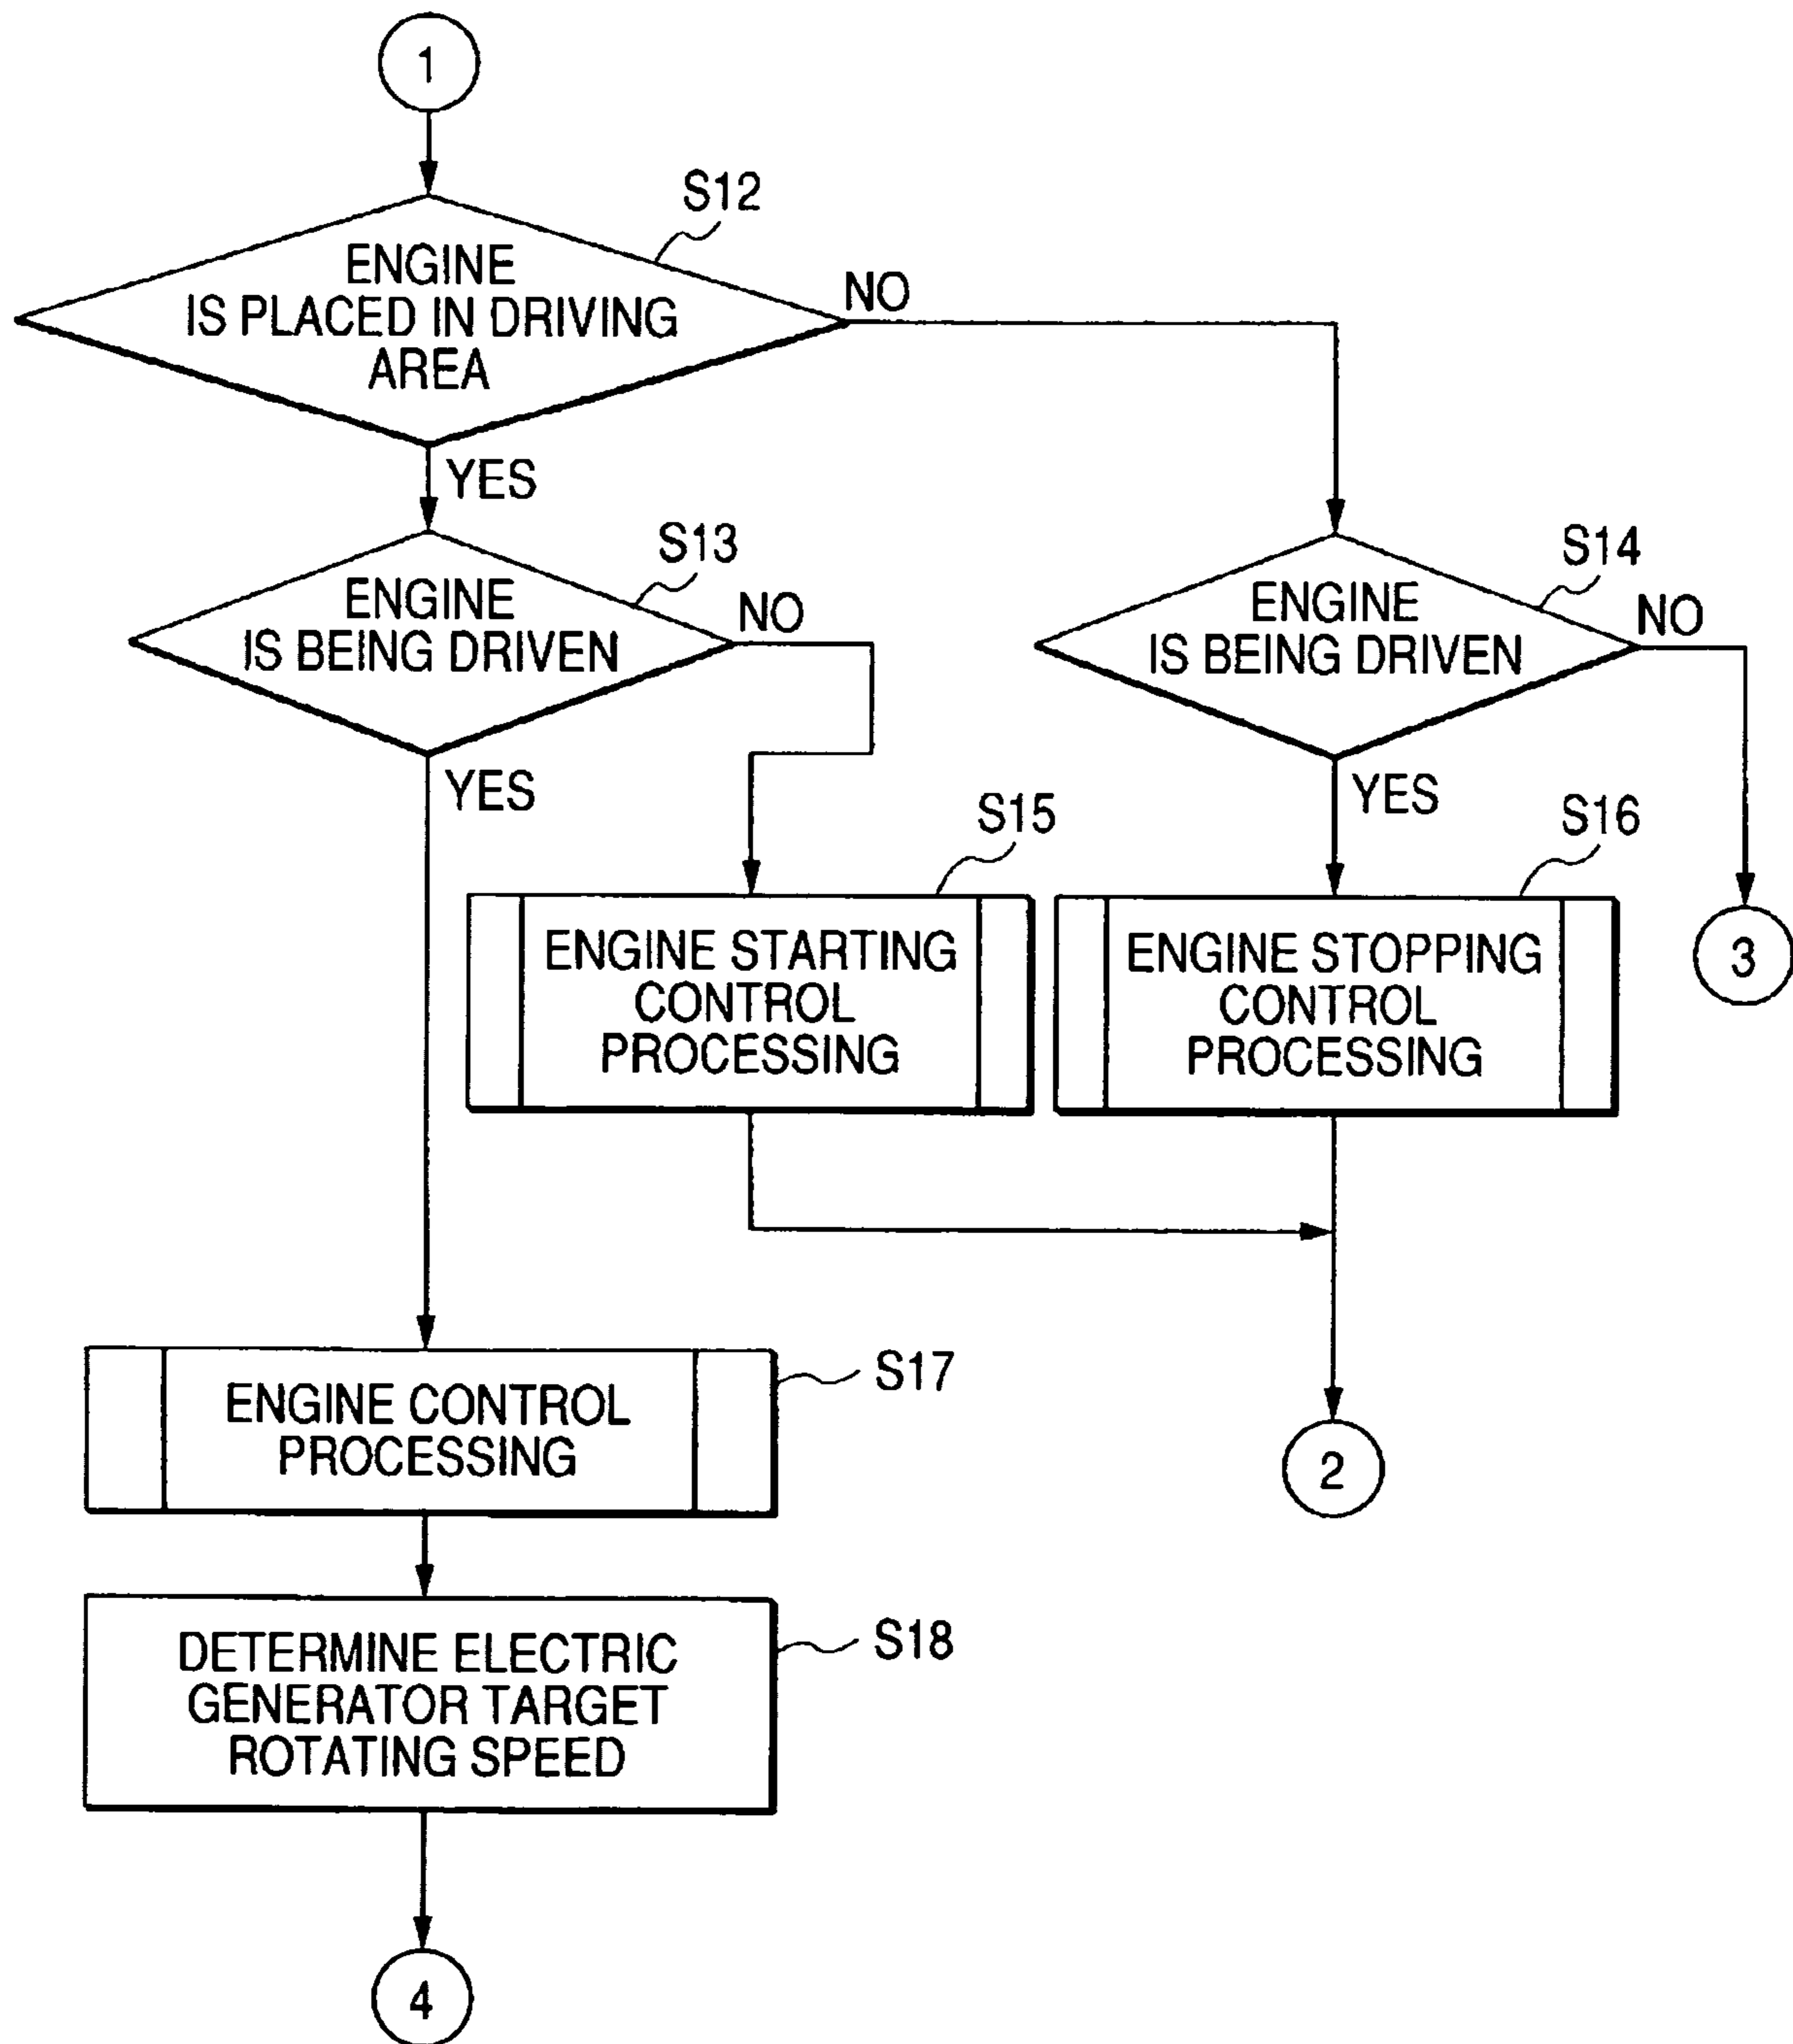 1
S12
ENGINE
IS PLACED IN DRIVING
AREA
NO
YES
S13
ENGINE
IS BEING DRIVEN
NO
YES
S14
ENGINE
IS BEING DRIVEN
NO
YES
S15
ENGINE STARTING
CONTROL
PROCESSING
S16
ENGINE STOPPING
CONTROL
PROCESSING
3
S17
ENGINE CONTROL
PROCESSING
2
S18
DETERMINE ELECTRIC
GENERATOR TARGET
ROTATING SPEED
4